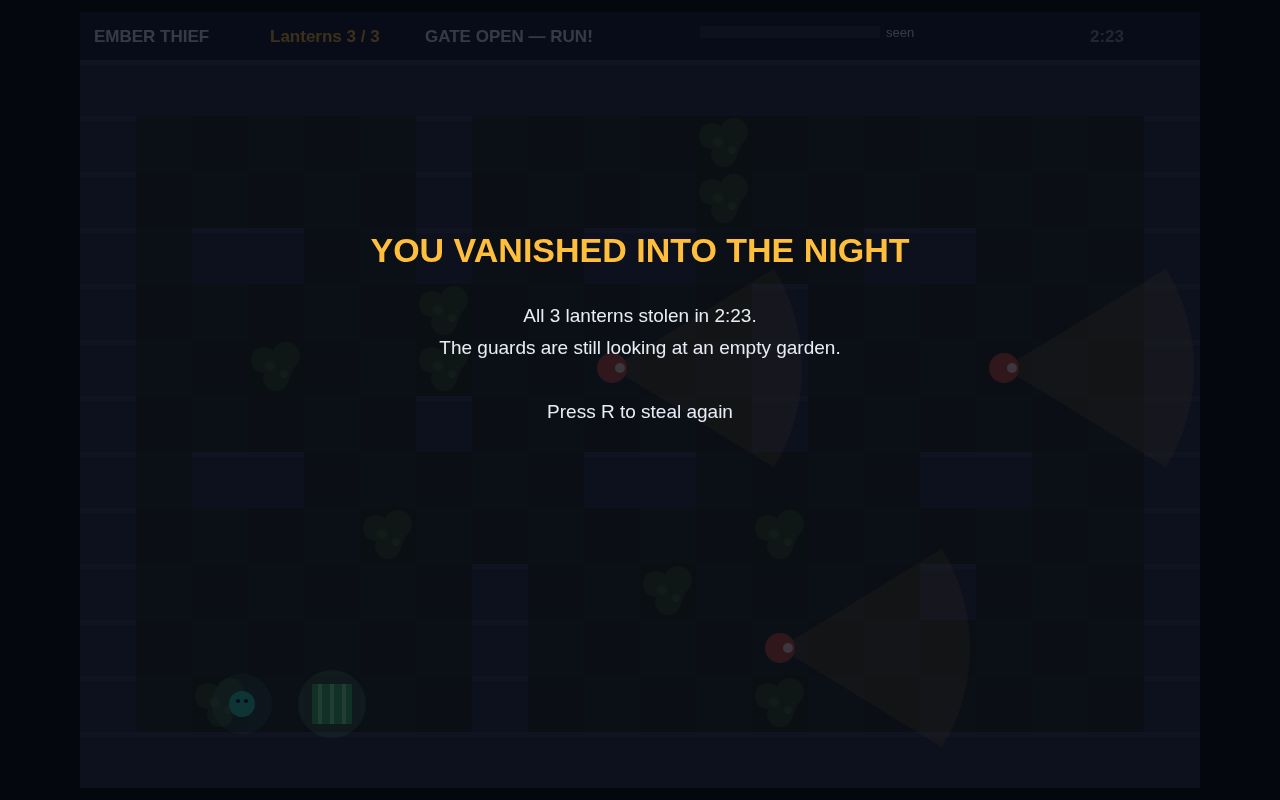 EMBER THIEF
Lanterns 3 / 3
GATE OPEN — RUN!
seen
2:23
YOU VANISHED INTO THE NIGHT
All 3 lanterns stolen in 2:23.
The guards are still looking at an empty garden.
Press R to steal again